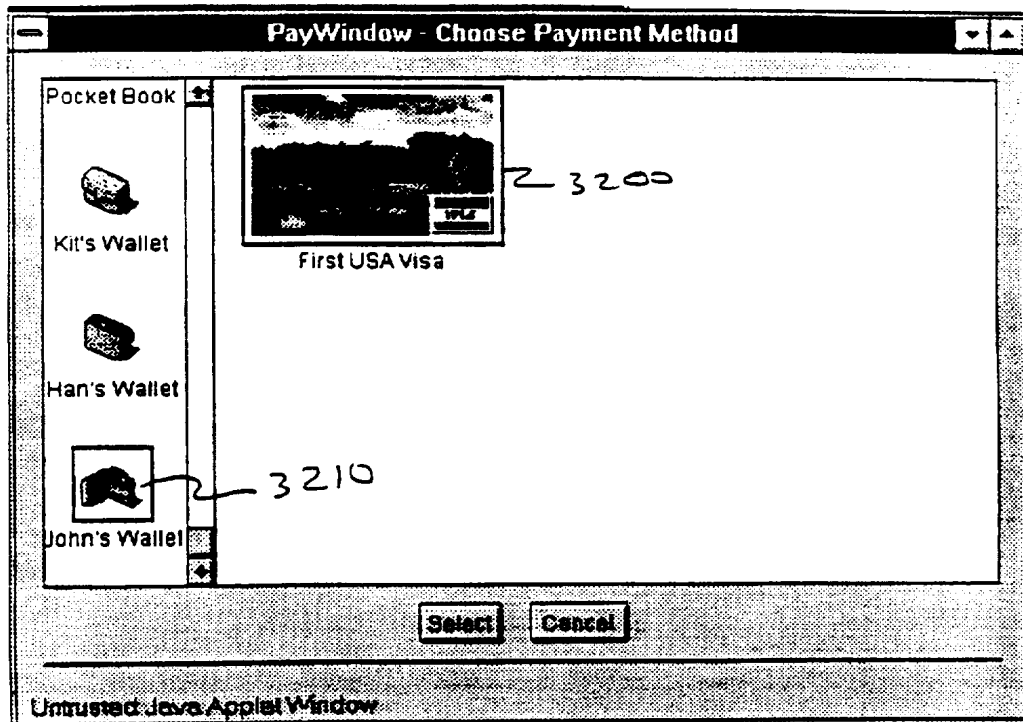 PayWindow - Choose Payment Method
Pocket Book
Kit's Wallet
Han's Wallet
John's Wallet
First USA Visa
3200
3210
Select
Cancel
Untrusted Java Applet Window